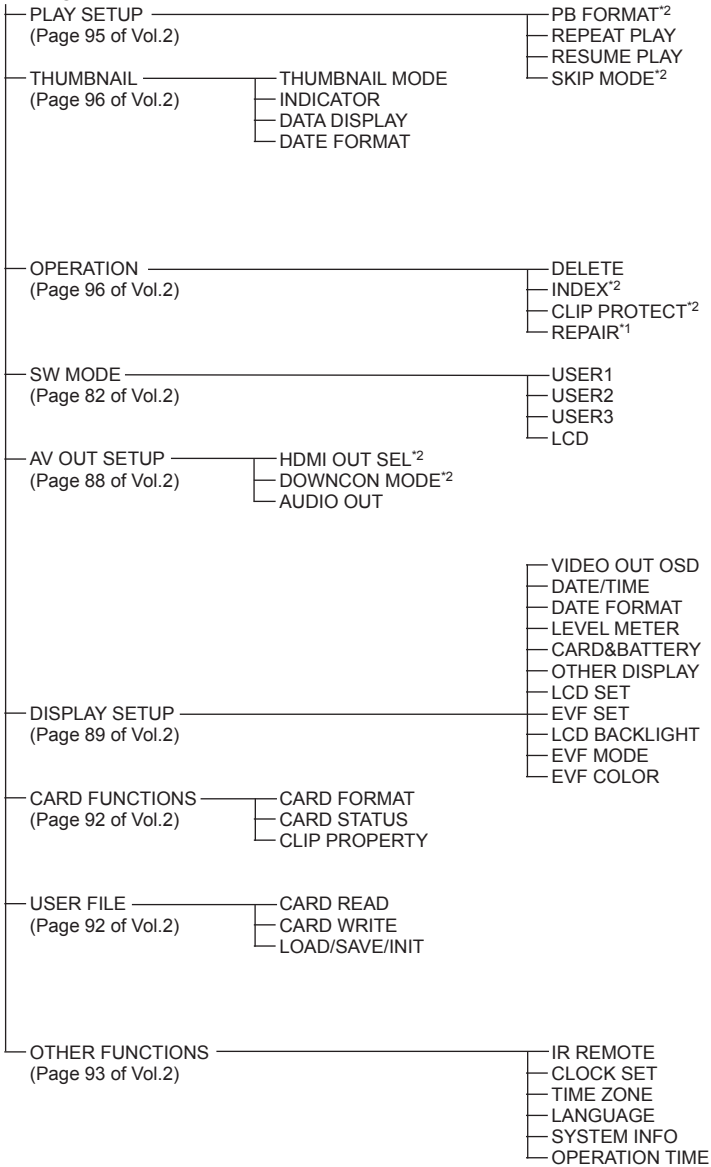 PLAY SETUP
(Page 95 of Vol.2)
PB FORMAT*2
REPEAT PLAY
RESUME PLAY
SKIP MODE*2
THUMBNAIL
(Page 96 of Vol.2)
THUMBNAIL MODE
INDICATOR
DATA DISPLAY
DATE FORMAT
OPERATION
(Page 96 of Vol.2)
DELETE
INDEX*2
CLIP PROTECT*2
REPAIR*1
SW MODE
(Page 82 of Vol.2)
USER1
USER2
USER3
LCD
AV OUT SETUP
(Page 88 of Vol.2)
HDMI OUT SEL*2
DOWNCON MODE*2
AUDIO OUT
DISPLAY SETUP
(Page 89 of Vol.2)
VIDEO OUT OSD
DATE/TIME
DATE FORMAT
LEVEL METER
CARD&BATTERY
OTHER DISPLAY
LCD SET
EVF SET
LCD BACKLIGHT
EVF MODE
EVF COLOR
CARD FUNCTIONS
(Page 92 of Vol.2)
CARD FORMAT
CARD STATUS
CLIP PROPERTY
USER FILE
(Page 92 of Vol.2)
CARD READ
CARD WRITE
LOAD/SAVE/INIT
OTHER FUNCTIONS
(Page 93 of Vol.2)
IR REMOTE
CLOCK SET
TIME ZONE
LANGUAGE
SYSTEM INFO
OPERATION TIME